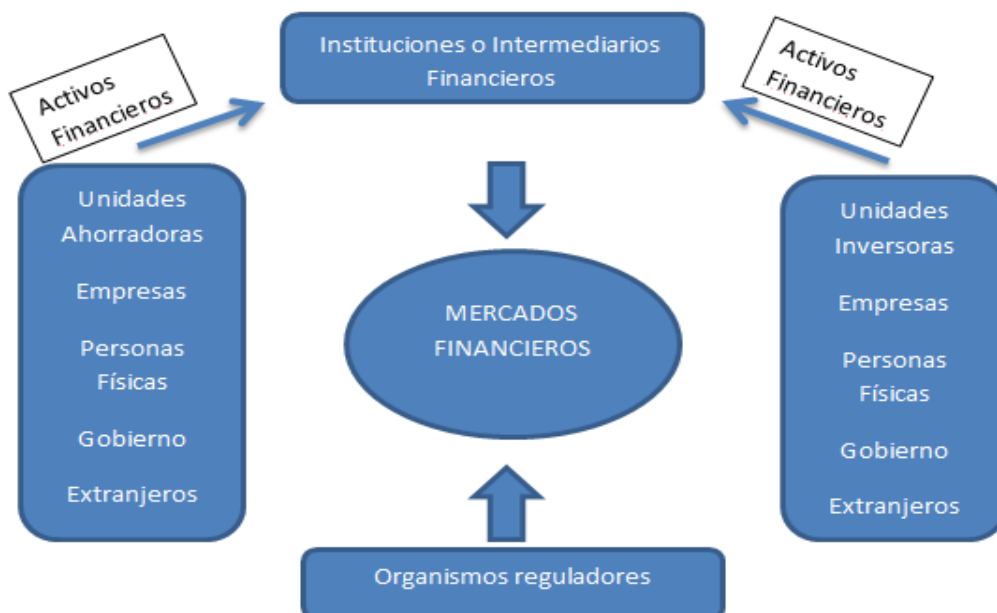 Instituciones o Intermediarios
Financieros
Activos
Financieros
Activos
Financieros
Unidades
Ahorradoras
Empresas
Personas
Físicas
Gobierno
Extranjeros
MERCADOS
FINANCIEROS
Unidades
Inversoras
Empresas
Personas
Físicas
Gobierno
Extranjeros
Organismos reguladores